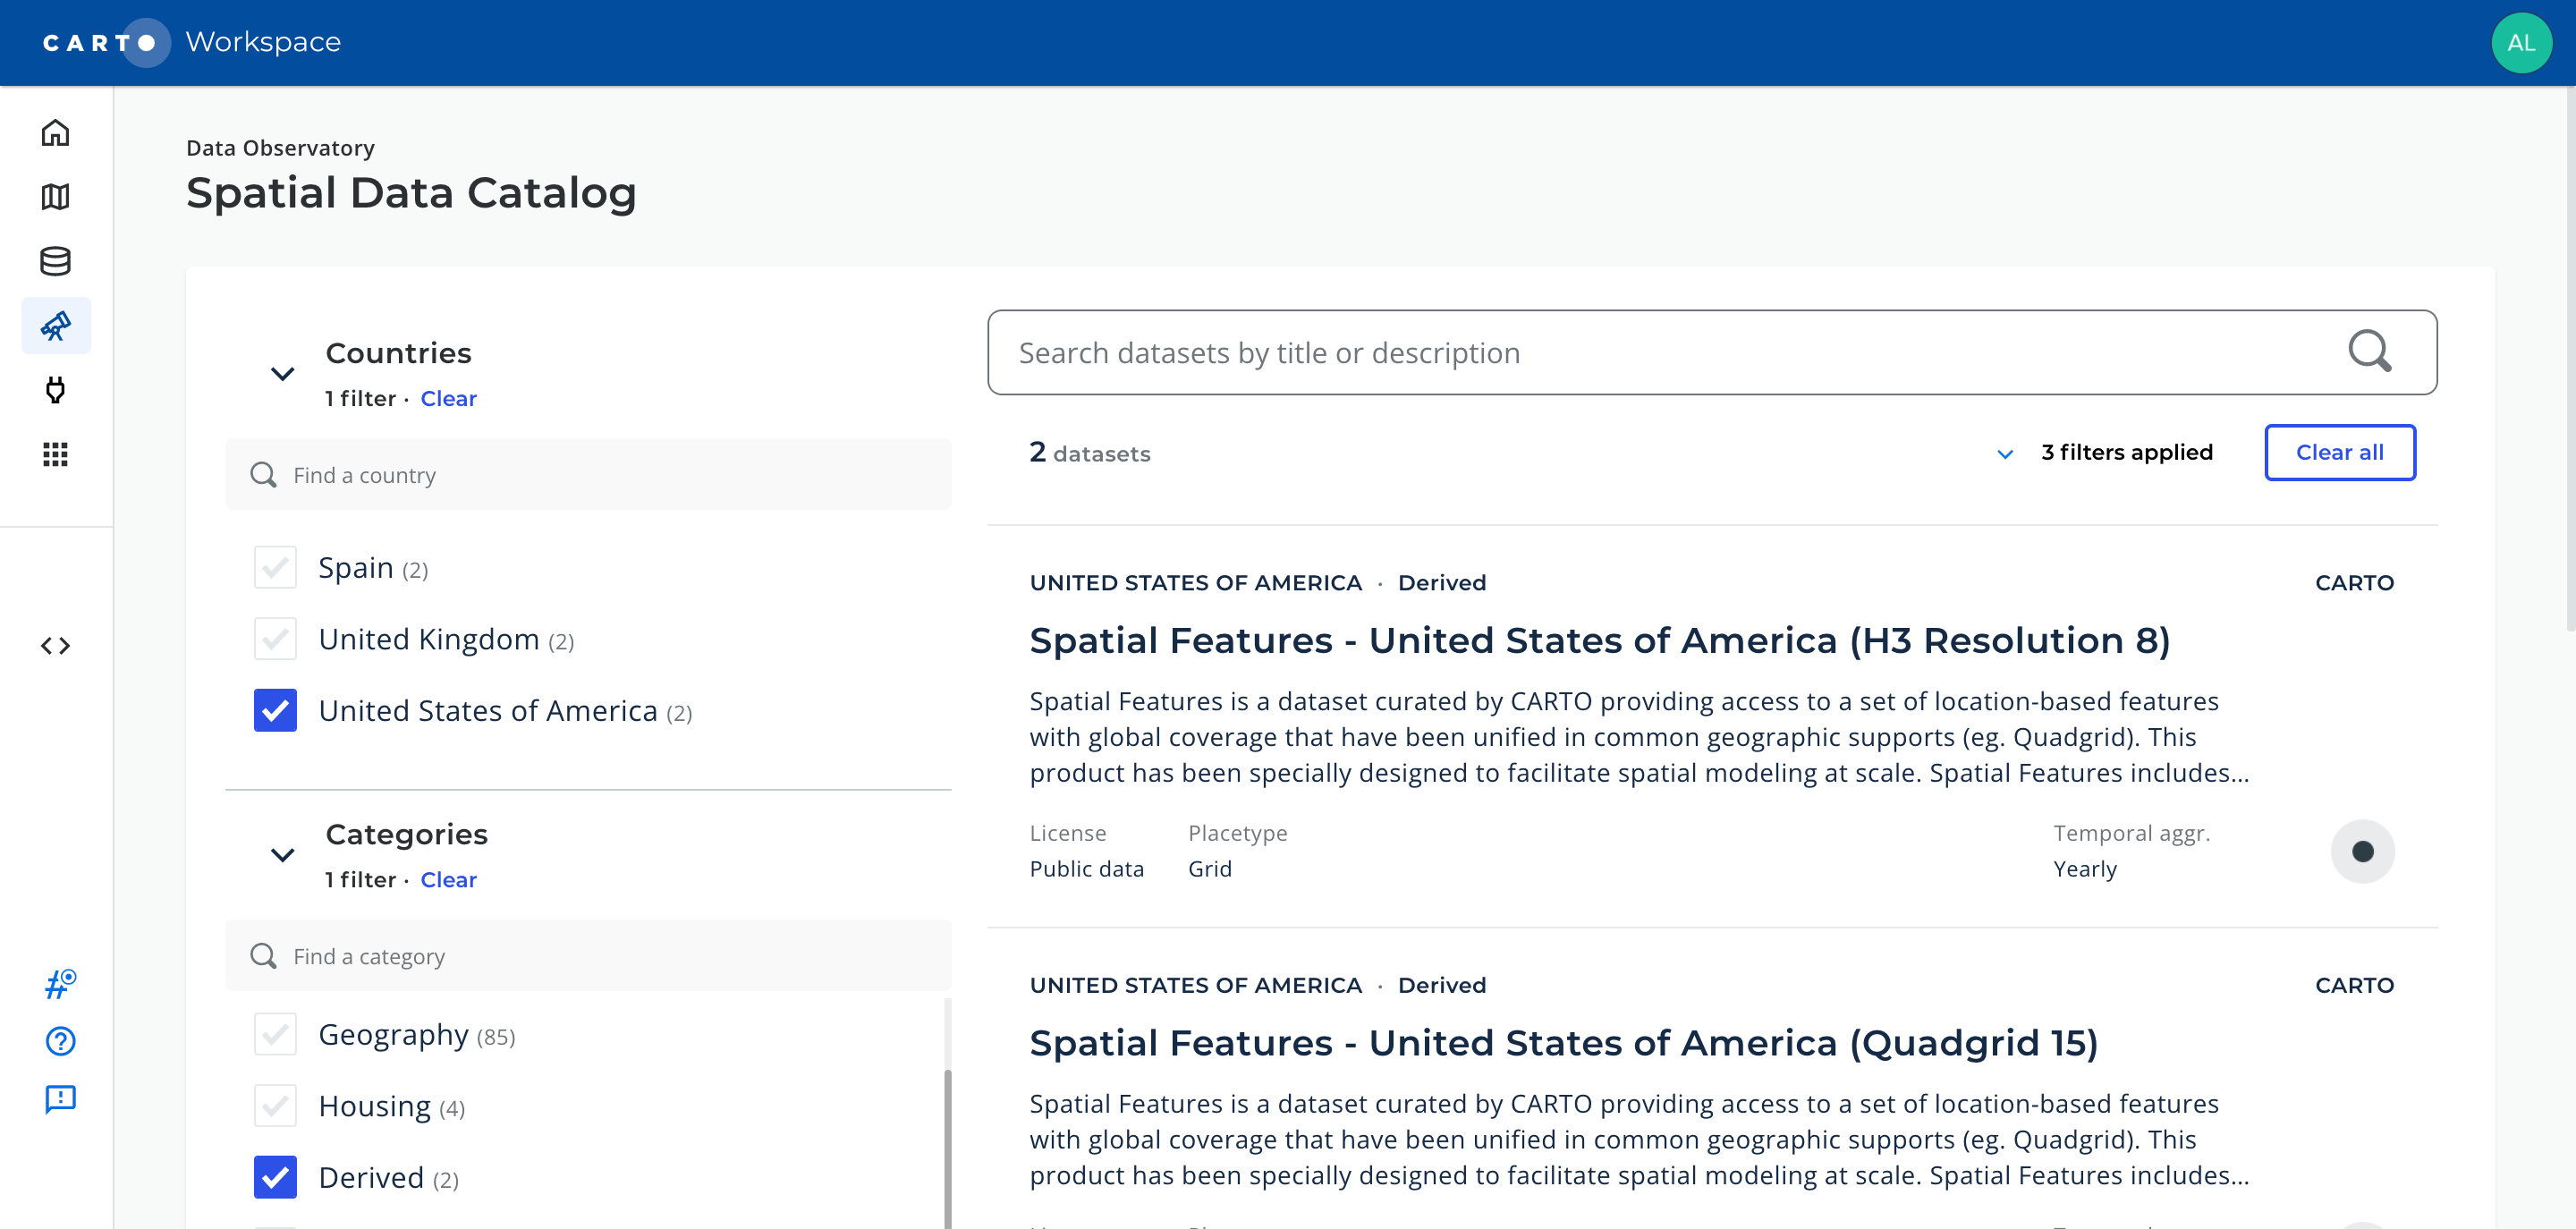 CARTO Workspace
AL
Data Observatory
Spatial Data Catalog
Countries
1 filter · Clear
Find a country
Spain (2)
United Kingdom (2)
United States of America (2)
Categories
1 filter · Clear
Find a category
Geography (85)
Housing (4)
Derived (2)
Search datasets by title or description
2 datasets
3 filters applied
Clear all
UNITED STATES OF AMERICA · Derived
CARTO
Spatial Features - United States of America (H3 Resolution 8)
Spatial Features is a dataset curated by CARTO providing access to a set of location-based features
with global coverage that have been unified in common geographic supports (eg. Quadgrid). This
product has been specially designed to facilitate spatial modeling at scale. Spatial Features includes...
License
Placetype
Temporal aggr.
Public data
Grid
Yearly
UNITED STATES OF AMERICA · Derived
CARTO
Spatial Features - United States of America (Quadgrid 15)
Spatial Features is a dataset curated by CARTO providing access to a set of location-based features
with global coverage that have been unified in common geographic supports (eg. Quadgrid). This
product has been specially designed to facilitate spatial modeling at scale. Spatial Features includes...